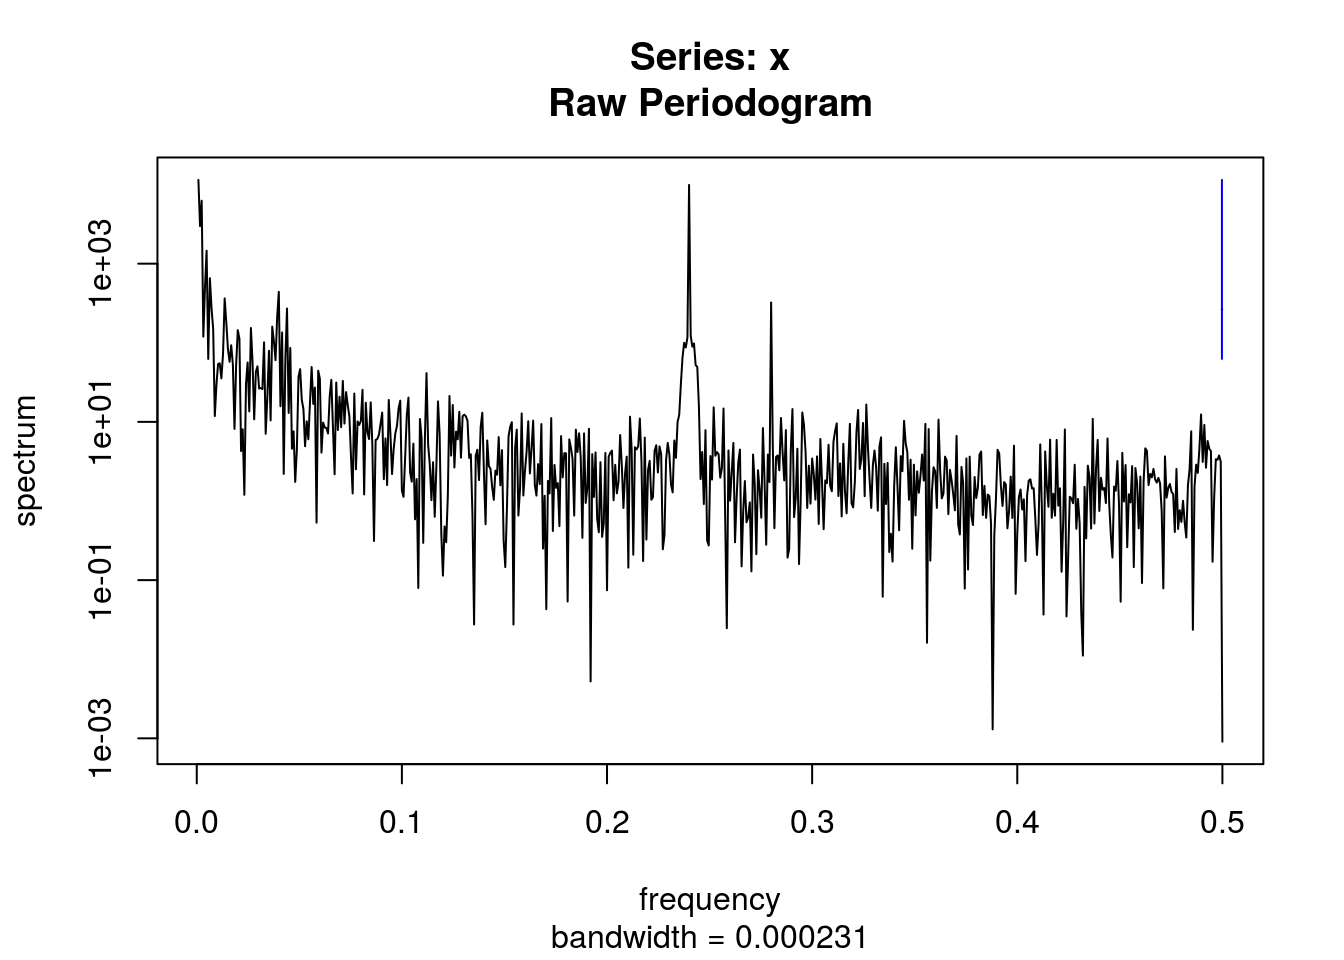 Series: x
Raw Periodogram
spectrum
1e+03
1e+01
1e-01
1e-03
0.0 0.1 0.2 0.3 0.4 0.5
frequency
bandwidth = 0.000231